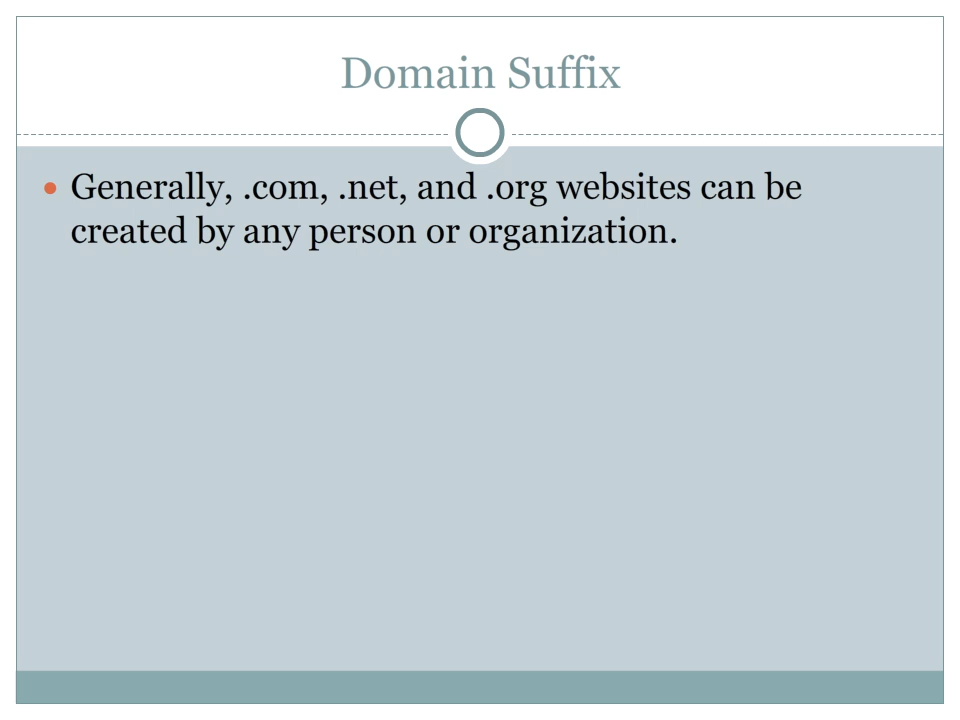 Domain Suffix
• Generally, .com, .net, and .org websites can be
created by any person or organization.